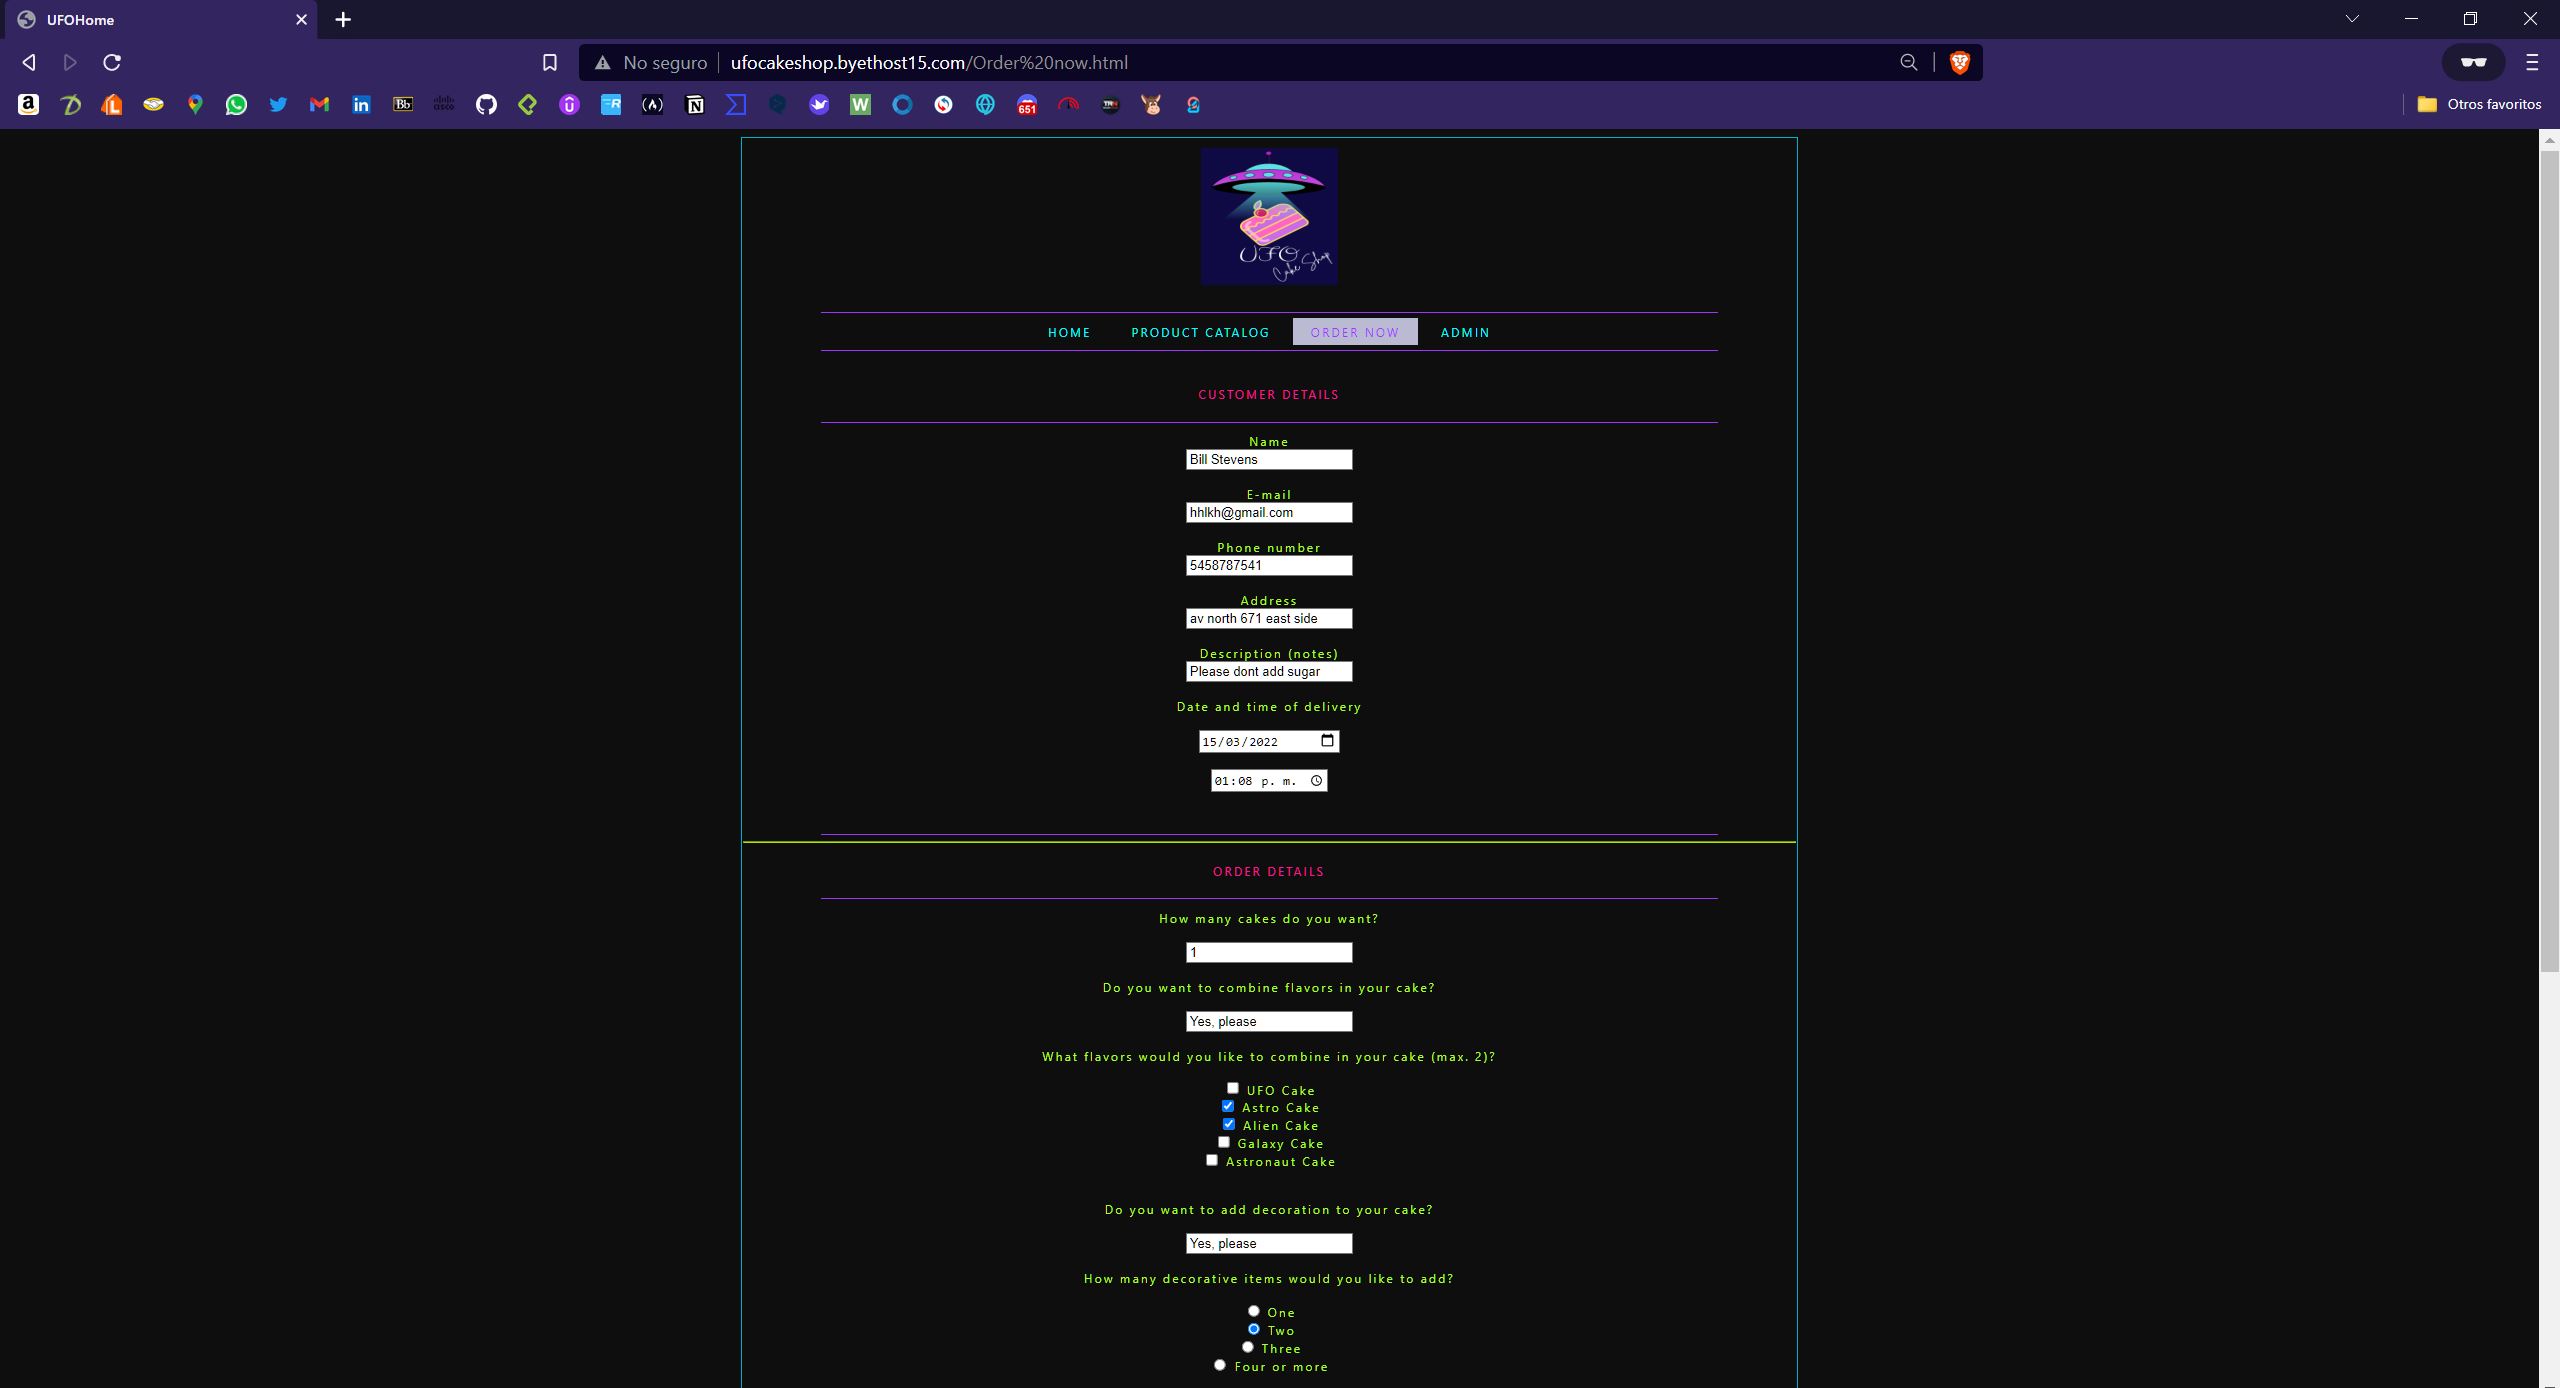 UFOHome
No seguro ufocakeshop.byethost15.com/Order%20now.html
Otros favoritos
UFO
Cake Shop
HOME PRODUCT CATALOG ORDER NOW ADMIN
CUSTOMER DETAILS
Name
Bill Stevens
E-mail
hhlkh@gmail.com
Phone number
5458787541
Address
av north 671 east side
Description (notes)
Please dont add sugar
Date and time of delivery
15/03/2022
01:08 p. m.
ORDER DETAILS
How many cakes do you want?
1
Do you want to combine flavors in your cake?
Yes, please
What flavors would you like to combine in your cake (max. 2)?
UFO Cake
Astro Cake
Alien Cake
Galaxy Cake
Astronaut Cake
Do you want to add decoration to your cake?
Yes, please
How many decorative items would you like to add?
One
Two
Three
Four or more